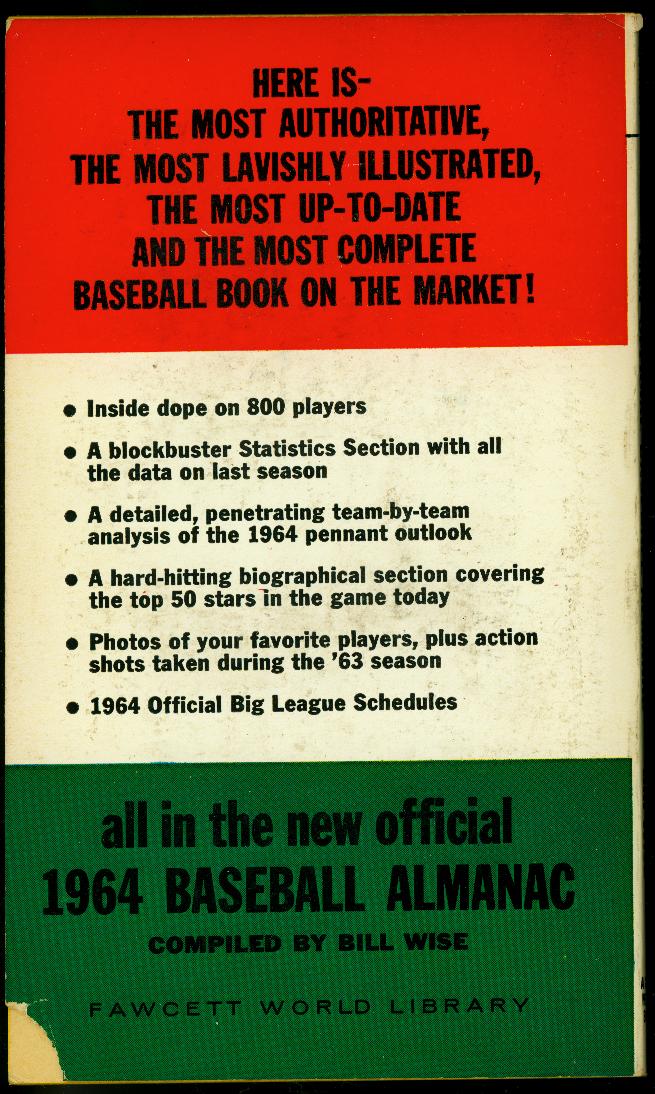 HERE IS-
THE MOST AUTHORITATIVE,
THE MOST LAVISHLY ILLUSTRATED,
THE MOST UP-TO-DATE
AND THE MOST COMPLETE
BASEBALL BOOK ON THE MARKET!
● Inside dope on 800 players
● A blockbuster Statistics Section with all
the data on last season
● A detailed, penetrating team-by-team
analysis of the 1964 pennant outlook
● A hard-hitting biographical section covering
the top 50 stars in the game today
● Photos of your favorite players, plus action
shots taken during the '63 season
● 1964 Official Big League Schedules
all in the new official
1964 BASEBALL ALMANAC
COMPILED BY BILL WISE
FAWCETT WORLD LIBRARY